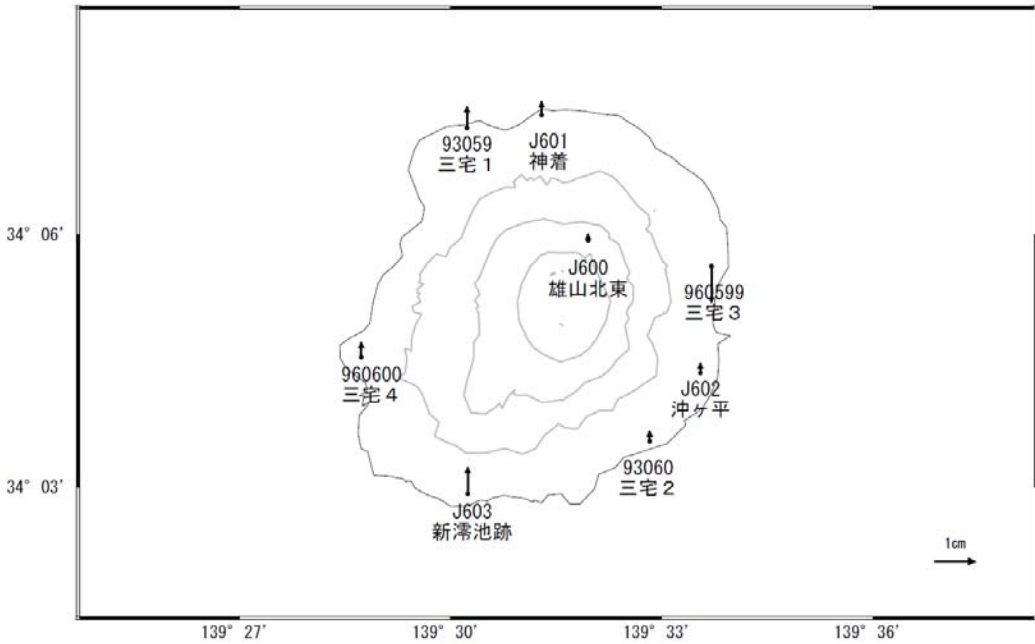 93059
三宅１
J601
神着
34° 06′
J600
雄山北東
960599
三宅３
960600
三宅４
J602
沖ヶ平
93060
三宅２
34° 03′
J603
新澪池跡
1cm
139° 27′
139° 30′
139° 33′
139° 36′